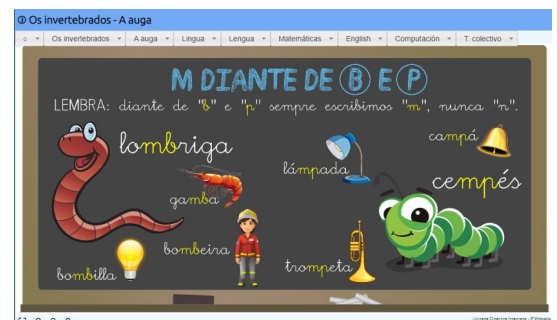 Os invertebrados - A auga
Os invertebrados A auga Lingua Lengua Matemáticas English Computación T. colectivo
M DIANTE DE B E P
LEMBRA: diante de "b" e "p" sempre escribimos "m", nunca "n".
lombriga
campá
lámpada
cempés
gamba
bombeira
bombilla
trompeta